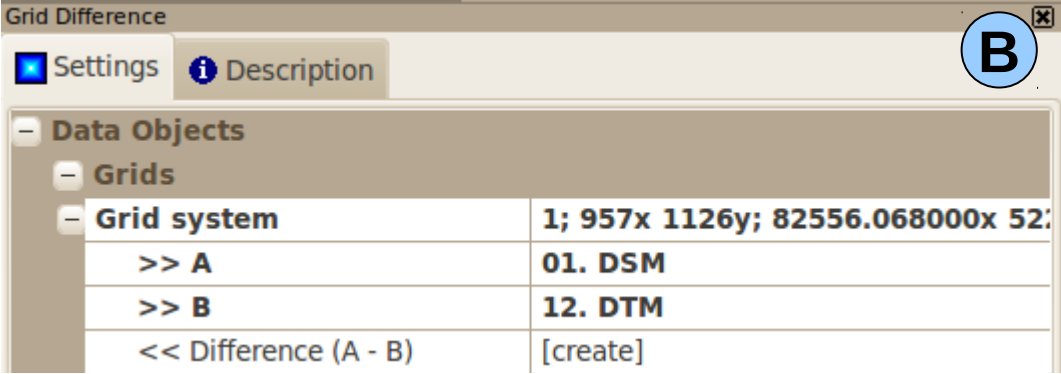 Grid Difference
B
Settings Description
Data Objects
Grids
Grid system 1; 957x 1126y; 82556.068000x 522
>> A 01. DSM
>> B 12. DTM
<< Difference (A - B) [create]